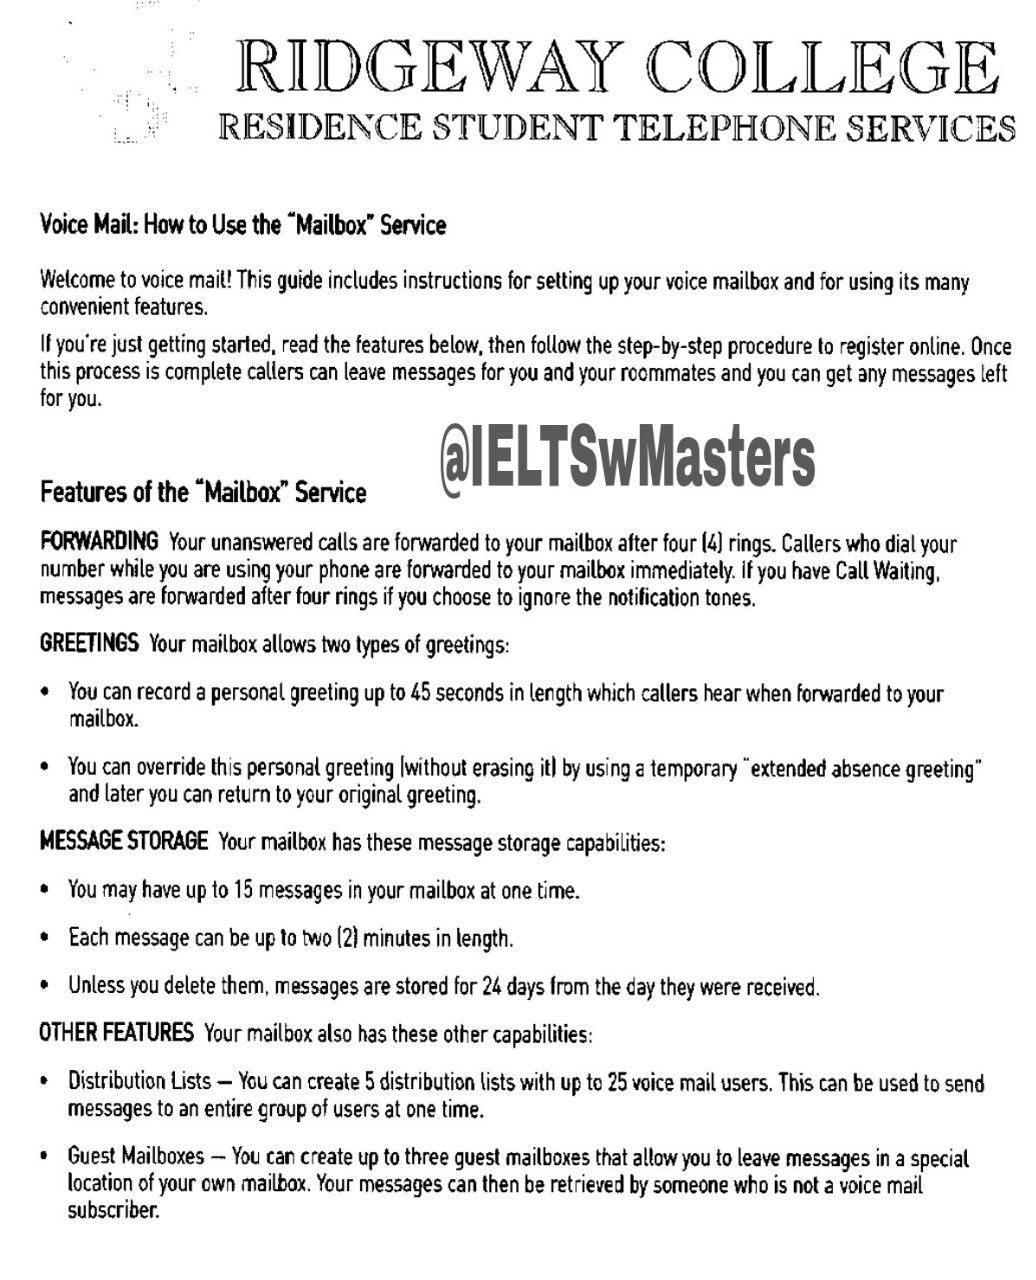 RIDGEWAY COLLEGE
RESIDENCE STUDENT TELEPHONE SERVICES
Voice Mail: How to Use the "Mailbox" Service
Welcome to voice mail! This guide includes instructions for setting up your voice mailbox and for using its many
convenient features.
If you're just getting started, read the features below, then follow the step-by-step procedure to register online. Once
this process is complete callers can leave messages for you and your roommates and you can get any messages left
for you.
@IELTSwMasters
Features of the "Mailbox" Service
FORWARDING Your unanswered calls are forwarded to your mailbox after four (4) rings. Callers who dial your
number while you are using your phone are forwarded to your mailbox immediately. If you have Call Waiting,
messages are forwarded after four rings if you choose to ignore the notification tones.
GREETINGS Your mailbox allows two types of greetings:
• You can record a personal greeting up to 45 seconds in length which callers hear when forwarded to your
mailbox.
• You can override this personal greeting (without erasing it) by using a temporary "extended absence greeting"
and later you can return to your original greeting.
MESSAGE STORAGE Your mailbox has these message storage capabilities:
• You may have up to 15 messages in your mailbox at one time.
• Each message can be up to two (2) minutes in length.
• Unless you delete them, messages are stored for 24 days from the day they were received.
OTHER FEATURES Your mailbox also has these other capabilities:
• Distribution Lists – You can create 5 distribution lists with up to 25 voice mail users. This can be used to send
messages to an entire group of users at one time.
• Guest Mailboxes – You can create up to three guest mailboxes that allow you to leave messages in a special
location of your own mailbox. Your messages can then be retrieved by someone who is not a voice mail
subscriber.